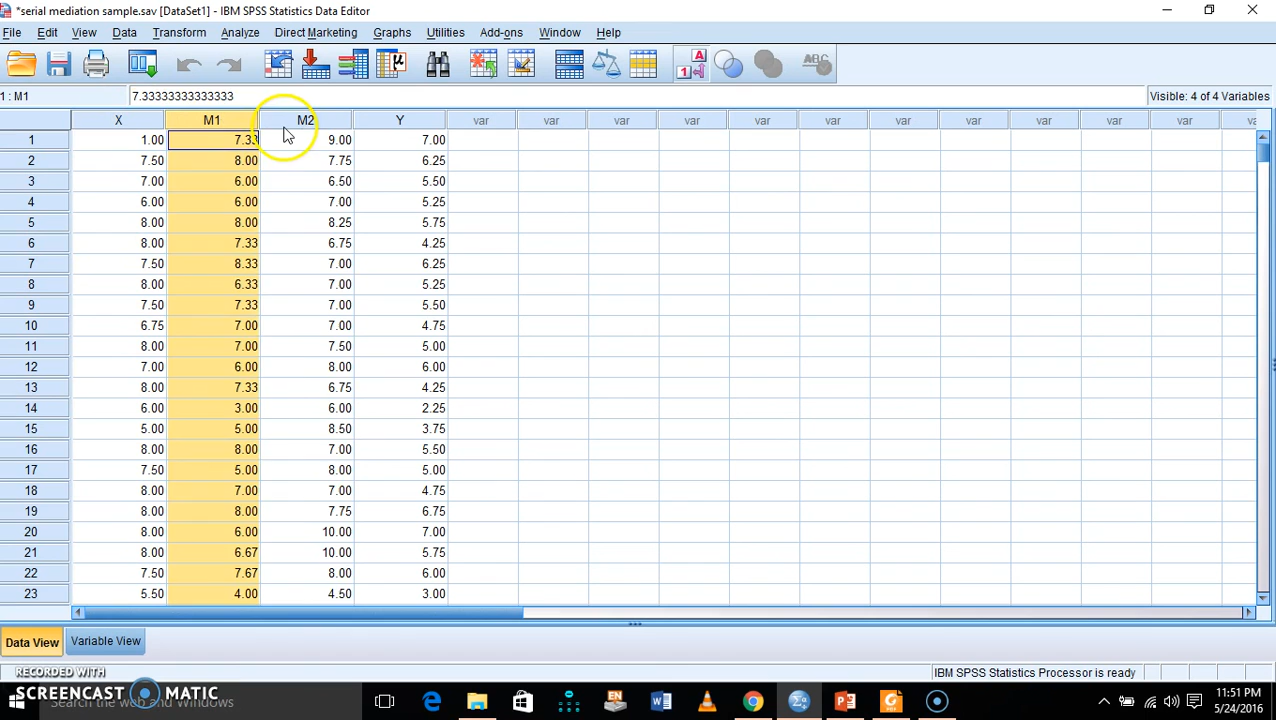 *serial mediation sample.sav [DataSet1] - IBM SPSS Statistics Data Editor
File Edit View Data Transform Analyze Direct Marketing Graphs Utilities Add-ons Window Help
1 : M1 7.33333333333333 Visible: 4 of 4 Variables
X M1 M2 Y var var var var var var var var var var var
1 1.00 7.33 9.00 7.00
2 7.50 8.00 7.75 6.25
3 7.00 6.00 6.50 5.50
4 6.00 6.00 7.00 5.25
5 8.00 8.00 8.25 5.75
6 8.00 7.33 6.75 4.25
7 7.50 8.33 7.00 6.25
8 8.00 6.33 7.00 5.25
9 7.50 7.33 7.00 5.50
10 6.75 7.00 7.00 4.75
11 8.00 7.00 7.50 5.00
12 7.00 6.00 8.00 6.00
13 8.00 7.33 6.75 4.25
14 6.00 3.00 6.00 2.25
15 5.00 5.00 8.50 3.75
16 8.00 8.00 7.00 5.50
17 7.50 5.00 8.00 5.00
18 8.00 7.00 7.00 4.75
19 8.00 8.00 7.75 6.75
20 8.00 6.00 10.00 7.00
21 8.00 6.67 10.00 5.75
22 7.50 7.67 8.00 6.00
23 5.50 4.00 4.50 3.00
Data View Variable View
IBM SPSS Statistics Processor is ready
RECORDED WITH
SCREENCAST MATIC
Search the web and Windows
11:51 PM
5/24/2016